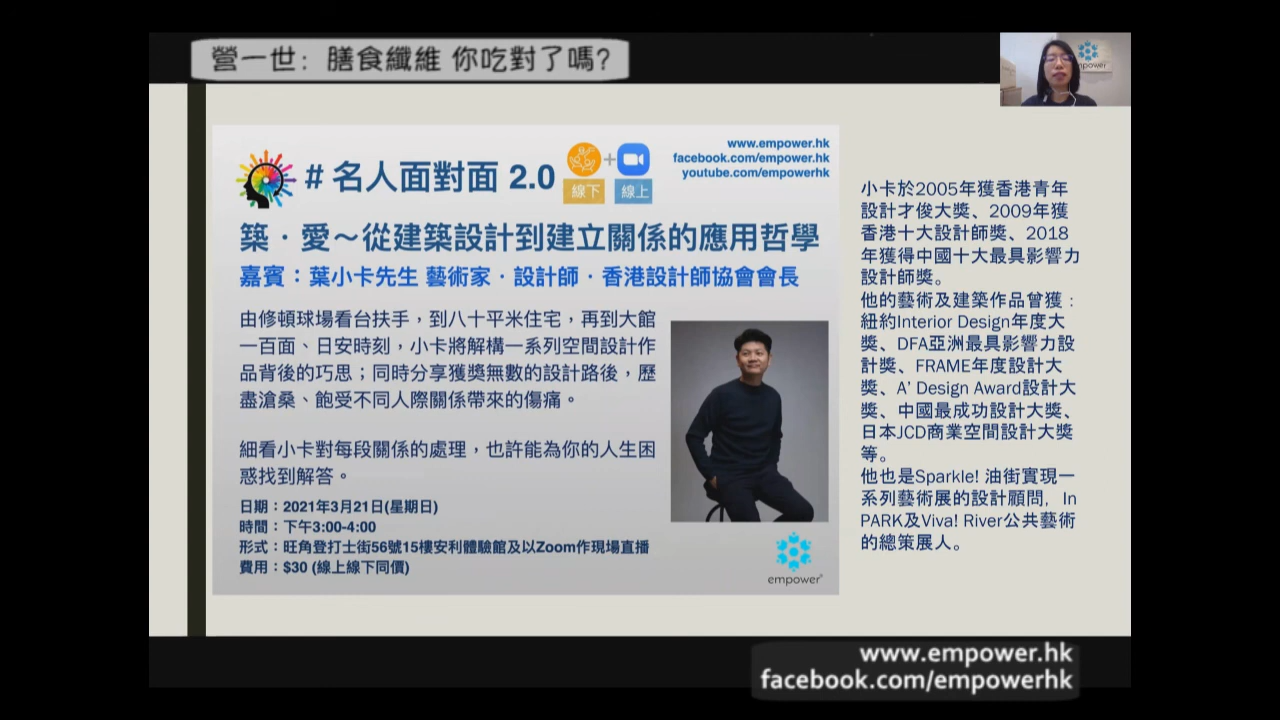 營一世：膳食纖維 你吃對了嗎?
empower
# 名人面對面 2.0
線下
+
線上
www.empower.hk
facebook.com/empower.hk
youtube.com/empowerhk
築．愛～從建築設計到建立關係的應用哲學
嘉賓：葉小卡先生 藝術家．設計師．香港設計師協會會長
由修頓球場看台扶手，到八十平米住宅，再到大館
一百面、日安時刻，小卡將解構一系列空間設計作
品背後的巧思；同時分享獲獎無數的設計路後，歷
盡滄桑、飽受不同人際關係帶來的傷痛。
細看小卡對每段關係的處理，也許能為你的人生困
惑找到解答。
日期：2021年3月21日(星期日)
時間：下午3:00-4:00
形式：旺角登打士街56號15樓安利體驗館及以Zoom作現場直播
費用：$30 (線上線下同價)
empower
小卡於2005年獲香港青年
設計才俊大獎、2009年獲
香港十大設計師獎、2018
年獲得中國十大最具影響力
設計師獎。
他的藝術及建築作品曾獲：
紐約Interior Design年度大
獎、DFA亞洲最具影響力設
計獎、FRAME年度設計大
獎、A’ Design Award設計大
獎、中國最成功設計大獎、
日本JCD商業空間設計大獎
等。
他也是Sparkle! 油街實現一
系列藝術展的設計顧問，In
PARK及Viva! River公共藝術
的總策展人。
www.empower.hk
facebook.com/empowerhk